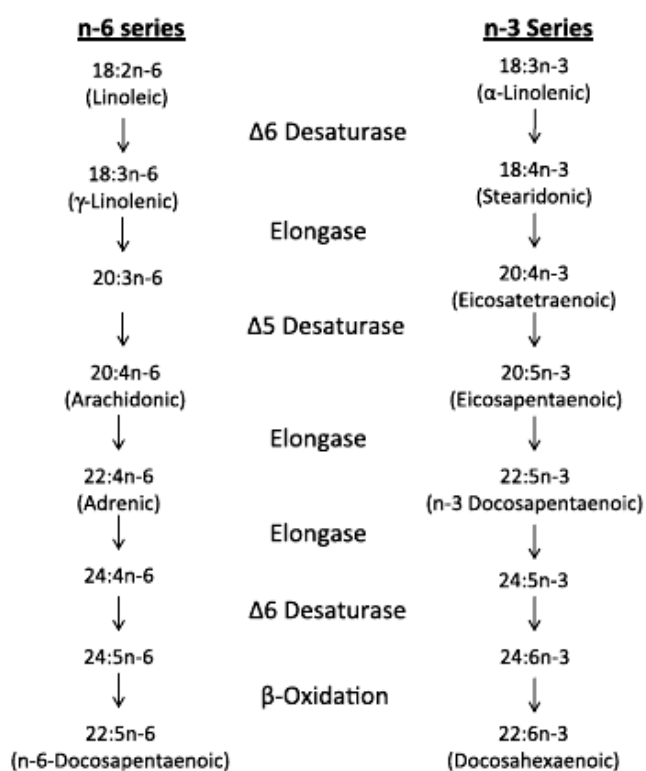 n-6 series
n-3 Series
18:2n-6
(Linoleic)
18:3n-3
(α-Linolenic)
Δ6 Desaturase
18:3n-6
(γ-Linolenic)
18:4n-3
(Stearidonic)
Elongase
20:3n-6
20:4n-3
(Eicosatetraenoic)
Δ5 Desaturase
20:4n-6
(Arachidonic)
20:5n-3
(Eicosapentaenoic)
Elongase
22:4n-6
(Adrenic)
22:5n-3
(n-3 Docosapentaenoic)
Elongase
24:4n-6
24:5n-3
Δ6 Desaturase
24:5n-6
24:6n-3
β-Oxidation
22:5n-6
(n-6-Docosapentaenoic)
22:6n-3
(Docosahexaenoic)